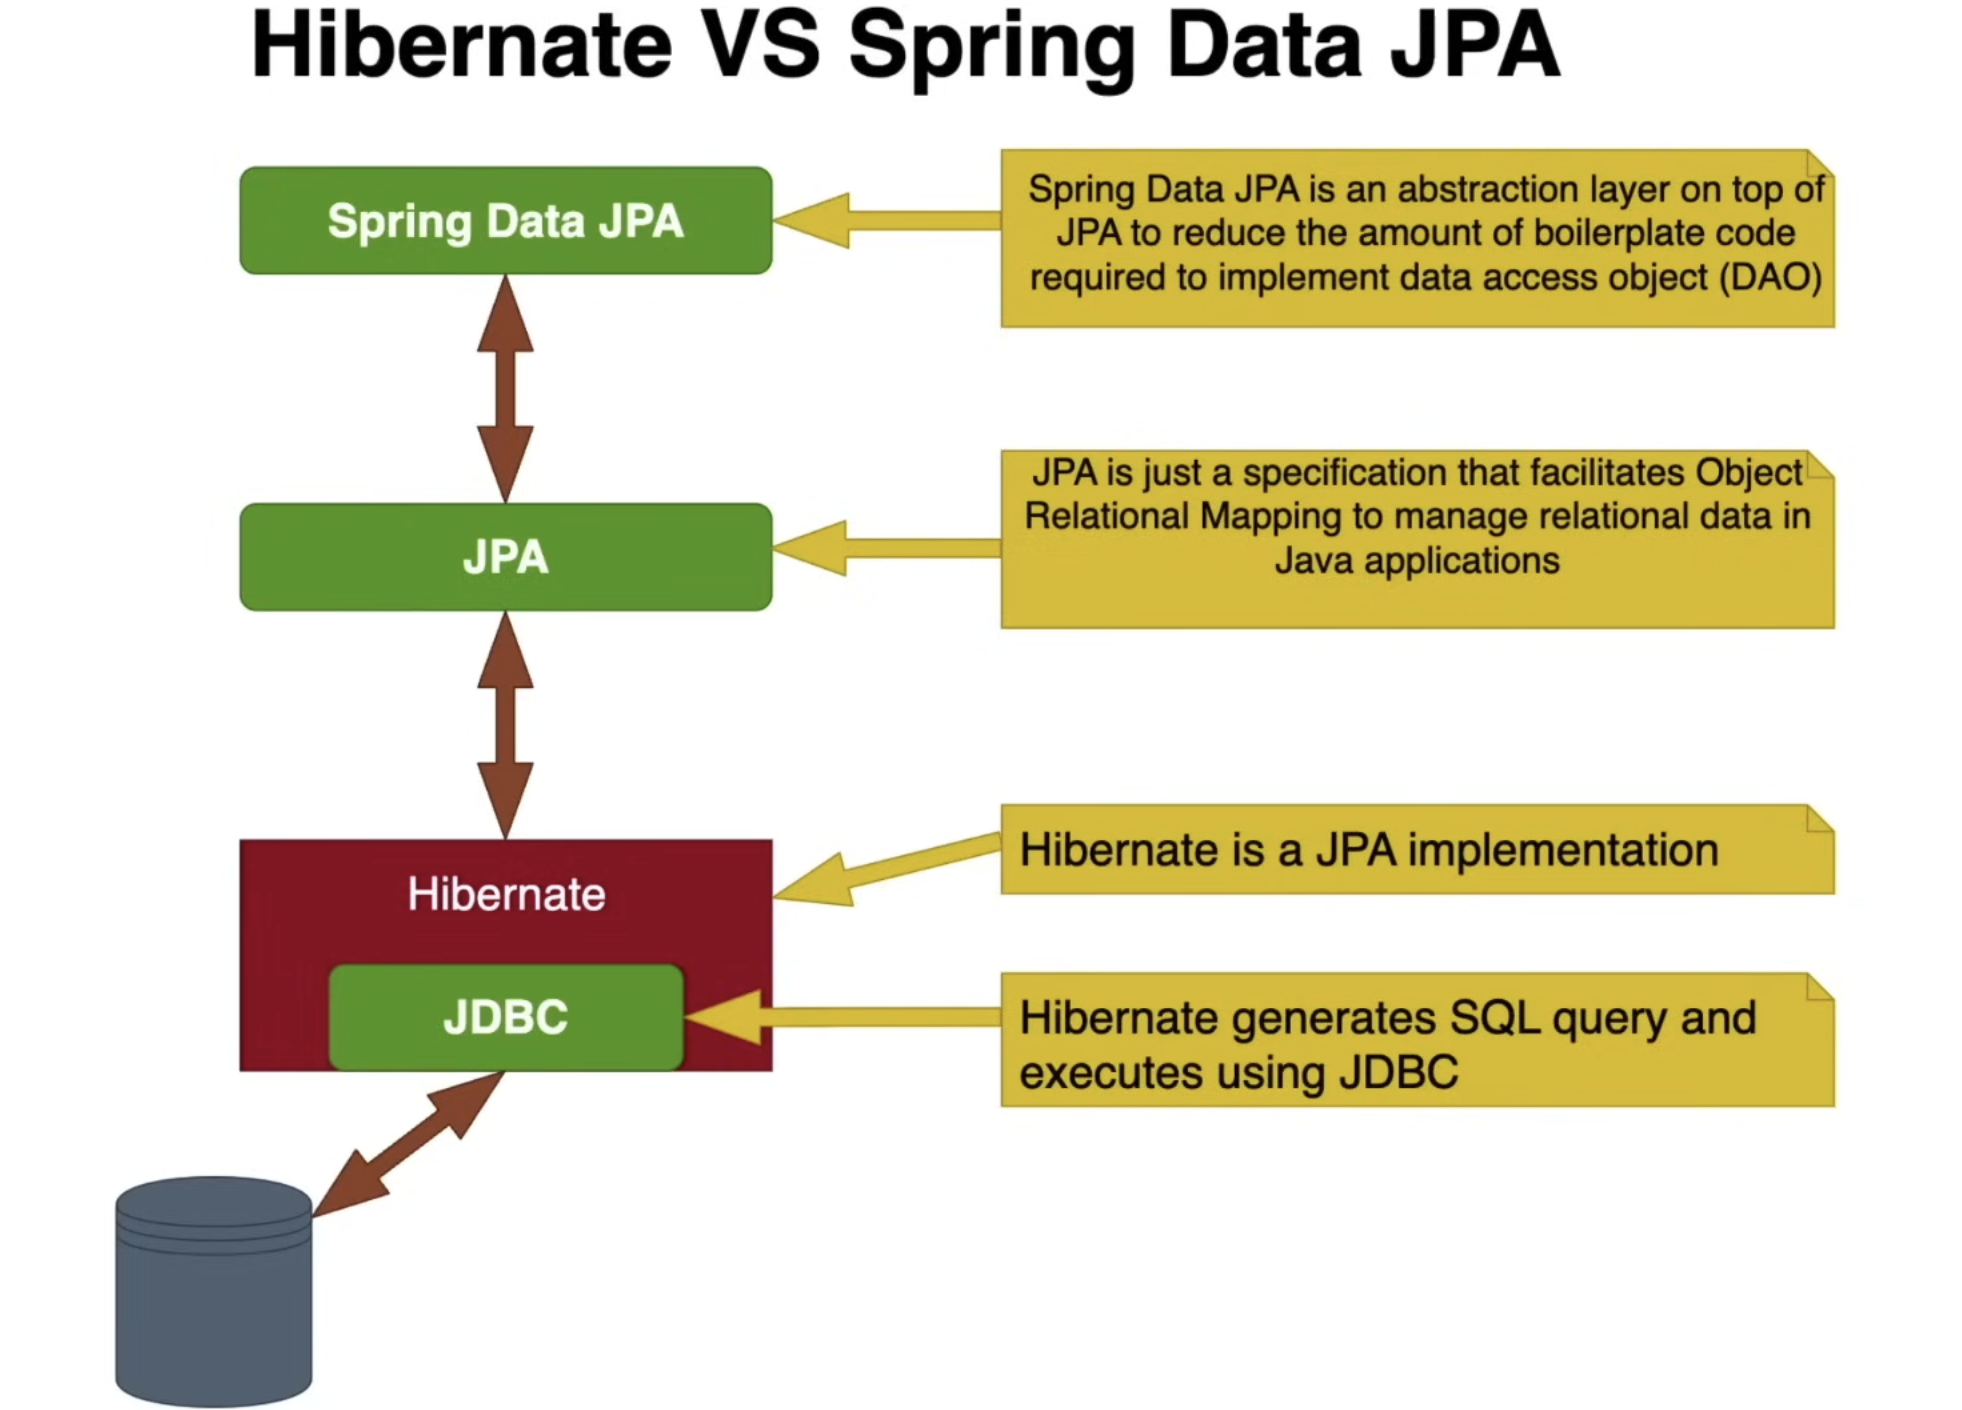 Hibernate VS Spring Data JPA
Spring Data JPA
Spring Data JPA is an abstraction layer on top of
JPA to reduce the amount of boilerplate code
required to implement data access object (DAO)
JPA
JPA is just a specification that facilitates Object
Relational Mapping to manage relational data in
Java applications
Hibernate
Hibernate is a JPA implementation
JDBC
Hibernate generates SQL query and
executes using JDBC